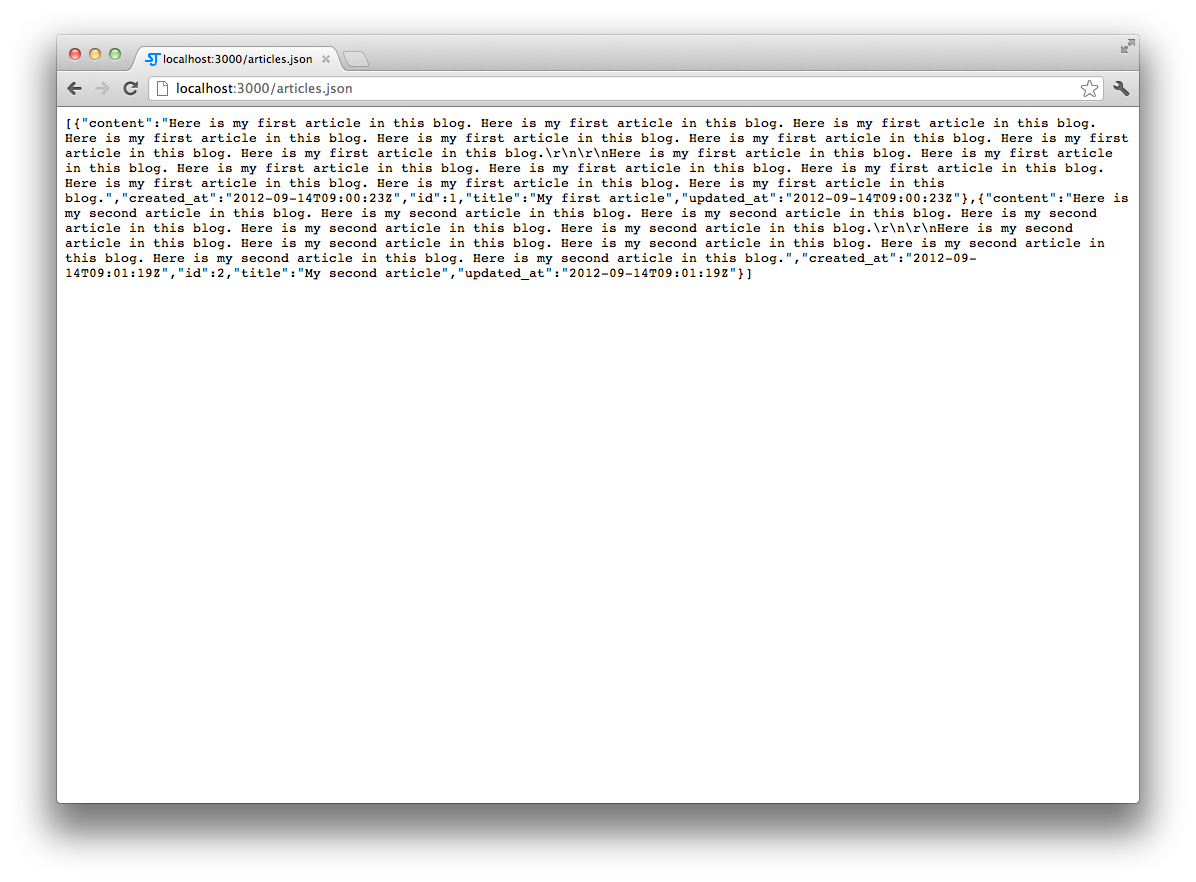 localhost:3000/articles.json
localhost:3000/articles.json
[{"content":"Here is my first article in this blog. Here is my first article in this blog. Here is my first article in this blog.
Here is my first article in this blog. Here is my first article in this blog. Here is my first article in this blog. Here is my first
article in this blog. Here is my first article in this blog.\r\n\r\nHere is my first article in this blog. Here is my first article
in this blog. Here is my first article in this blog. Here is my first article in this blog. Here is my first article in this blog.
Here is my first article in this blog. Here is my first article in this blog. Here is my first article in this
blog.","created_at":"2012-09-14T09:00:23Z","id":1,"title":"My first article","updated_at":"2012-09-14T09:00:23Z"},{"content":"Here is
my second article in this blog. Here is my second article in this blog. Here is my second article in this blog. Here is my second
article in this blog. Here is my second article in this blog. Here is my second article in this blog.\r\n\r\nHere is my second
article in this blog. Here is my second article in this blog. Here is my second article in this blog. Here is my second article in
this blog. Here is my second article in this blog. Here is my second article in this blog.","created_at":"2012-09-
14T09:01:19Z","id":2,"title":"My second article","updated_at":"2012-09-14T09:01:19Z"}]